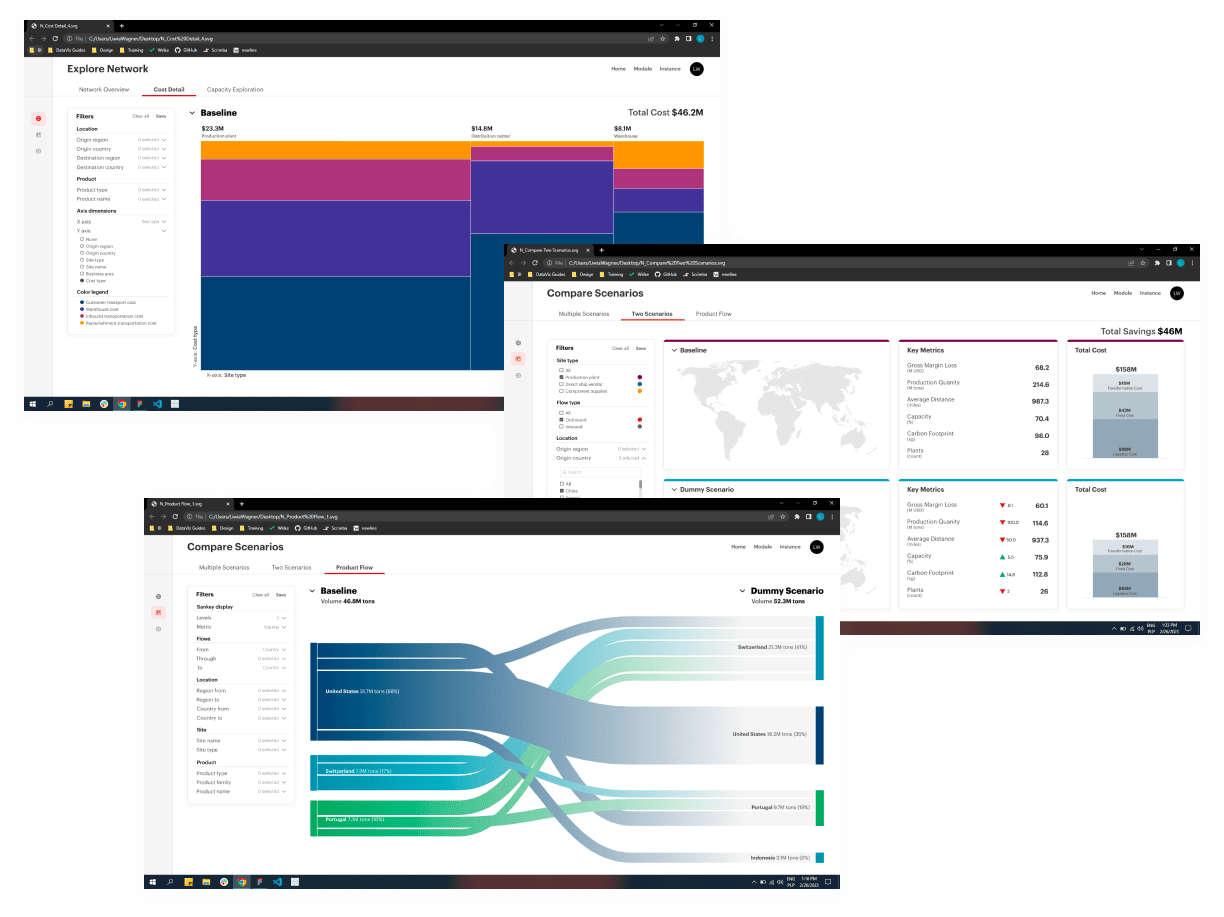 N_Cost Detail_4.svg
File C:/Users/LiwiaWagner/Desktop/N_Cost%20Detail_4.svg
BI DataViz Guides Design Training Wrike GitHub Scrimba newline
Explore Network
Home Module Instance LW
Network Overview Cost Detail Capacity Exploration
Filters Clear all Save
Location
Origin region 0 selected
Origin country 0 selected
Destination region 0 selected
Destination country 0 selected
Product
Product type 0 selected
Product name 0 selected
Axis dimensions
X axis Site type
Y axis
None
Origin region
Origin country
Site type
Site name
Business area
Cost type
Color legend
Customer transport cost
Warehouse cost
Inbound transportation cost
Replenishment transportation cost
Baseline
Total Cost $46.2M
$23.3M
Production plant
$14.8M
Distribution center
$8.1M
Warehouse
Y-axis: Cost type
X-axis: Site type
N_Compare Two Scenarios.svg
File C:/Users/LiwiaWagner/Desktop/N_Compare%20Two%20Scenarios.svg
BI DataViz Guides Design Training Wrike GitHub Scrimba newline
Compare Scenarios
Home Module Instance LW
Multiple Scenarios Two Scenarios Product Flow
Total Savings $46M
Filters Clear all Save
Site type
All
Production plant
Direct ship vendor
Component supplies
Flow type
All
Outbound
Inbound
Location
Origin region 0 selected
Origin country 3 selected
Search
All
China
Baseline
Key Metrics
Gross Margin Loss 68.2
(M USD)
Production Quanity 214.6
(M tons)
Average Distance 987.3
(miles)
Capacity 70.4
(%)
Carbon Footprint 98.0
(kg)
Plants 28
(count)
Total Cost
$158M
Transformation Cost
Fixed Cost
Logistics Cost
Dummy Scenario
Key Metrics
Gross Margin Loss 8.1 60.1
(M USD)
Production Quanity 100.0 114.6
(M tons)
Average Distance 50.0 937.3
(miles)
Capacity 5.5 75.9
(%)
Carbon Footprint 14.8 112.8
(kg)
Plants 2 26
(count)
Total Cost
$158M
$16M
Transformation Cost
Fixed Cost
Logistics Cost
ENG 1:22 PM
PLP 2/26/2023
N_Product Flow_1.svg
File C:/Users/LiwiaWagner/Desktop/N_Product%20Flow_1.svg
BI DataViz Guides Design Training Wrike GitHub Scrimba newline
Compare Scenarios
Home Module Instance LW
Multiple Scenarios Two Scenarios Product Flow
Filters Clear all Save
Sankey display
Levels 2
Metric Volume
Flows
From Country
Through 0 selected
To Country
Location
Region from 0 selected
Region to 0 selected
Country from 0 selected
Country to 0 selected
Site
Site name 0 selected
Site type 0 selected
Product
Product type 0 selected
Product family 0 selected
Product name 0 selected
Baseline
Volume 46.8M tons
Dummy Scenario
Volume 52.3M tons
United States 31.7M tons (68%)
Switzerland 7.9M tons (17%)
Portugal 7.3M tons (16%)
Switzerland 21.3M tons (41%)
United States 18.2M tons (35%)
Portugal 9.7M tons (19%)
Indonesia 3.1M tons (6%)
ENG 1:16 PM
PLP 2/28/2023